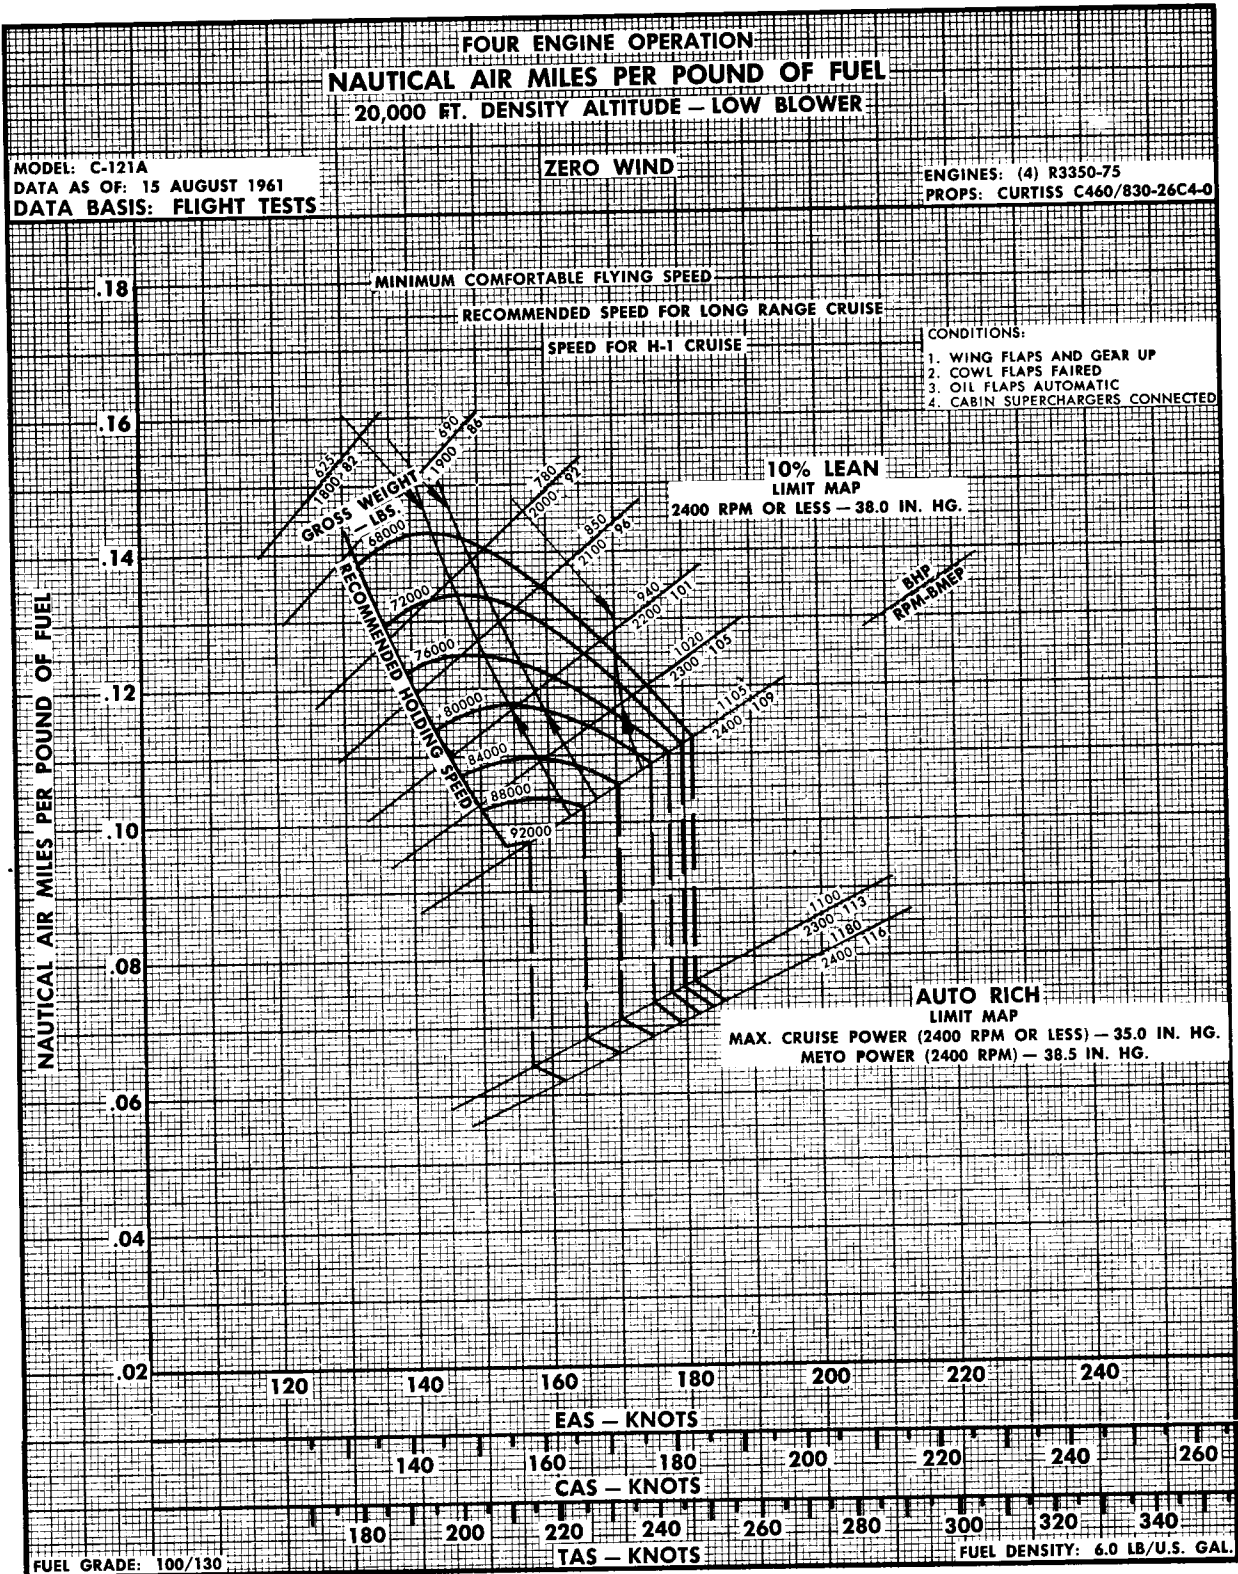 FOUR ENGINE OPERATION
NAUTICAL AIR MILES PER POUND OF FUEL
20,000 FT. DENSITY ALTITUDE — LOW BLOWER
ZERO WIND
MODEL: C-121A
DATA AS OF: 15 AUGUST 1961
DATA BASIS: FLIGHT TESTS
ENGINES: (4) R3350-75
PROPS: CURTISS C460/830-26C4-0
MINIMUM COMFORTABLE FLYING SPEED
RECOMMENDED SPEED FOR LONG RANGE CRUISE
SPEED FOR H-1 CRUISE
CONDITIONS:
1. WING FLAPS AND GEAR UP
2. COWL FLAPS FAIRED
3. OIL FLAPS AUTOMATIC
4. CABIN SUPERCHARGERS CONNECTED
.18
.16
.14
.12
.10
.08
.06
.04
.02
NAUTICAL AIR MILES PER POUND OF FUEL
625
1800 82
690
1900 86
780
2000 92
850
2100 96
940
2200 101
1020
2300 105
1105
2400 109
GROSS WEIGHT
— LBS.
68000
72000
76000
80000
84000
88000
92000
RECOMMENDED HOLDING SPEED
10% LEAN
LIMIT MAP
2400 RPM OR LESS — 38.0 IN. HG.
BHP
RPM-BMEP
1100
2300 113
1180
2400 116
AUTO RICH
LIMIT MAP
MAX. CRUISE POWER (2400 RPM OR LESS) — 35.0 IN. HG.
METO POWER (2400 RPM) — 38.5 IN. HG.
120 140 160 180 200 220 240
EAS — KNOTS
140 160 180 200 220 240 260
CAS — KNOTS
180 200 220 240 260 280 300 320 340
TAS — KNOTS
FUEL GRADE: 100/130
FUEL DENSITY: 6.0 LB/U.S. GAL.